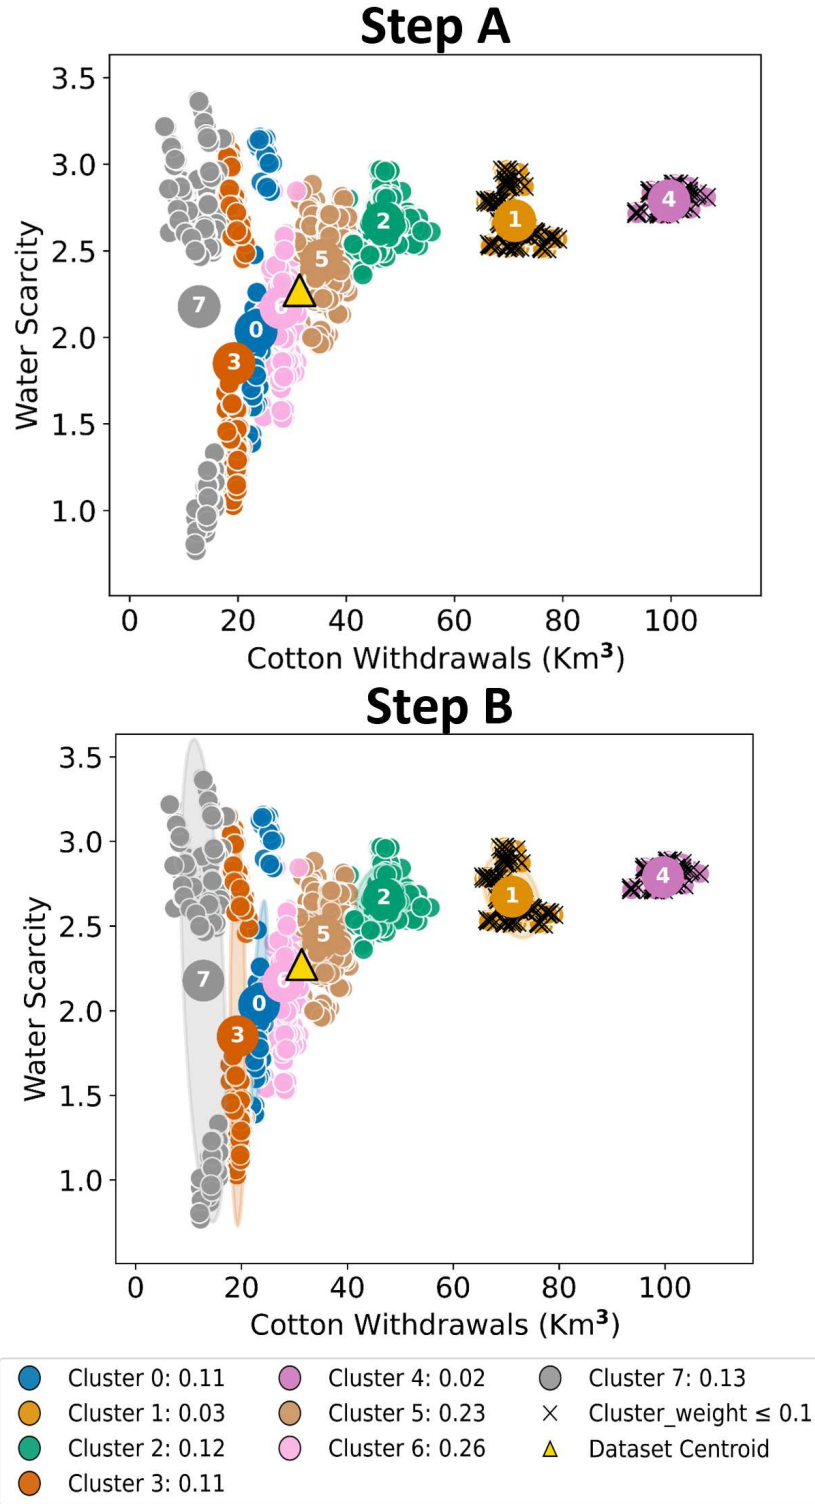 Step A
3.5
3.0
2.5
2.0
1.5
1.0
Water Scarcity
7
3
0
6
5
2
1
4
0 20 40 60 80 100
Cotton Withdrawals (Km³)
Step B
3.5
3.0
2.5
2.0
1.5
1.0
Water Scarcity
7
3
0
6
5
2
1
4
0 20 40 60 80 100
Cotton Withdrawals (Km³)
Cluster 0: 0.11
Cluster 1: 0.03
Cluster 2: 0.12
Cluster 3: 0.11
Cluster 4: 0.02
Cluster 5: 0.23
Cluster 6: 0.26
Cluster 7: 0.13
Cluster_weight ≤ 0.1
Dataset Centroid